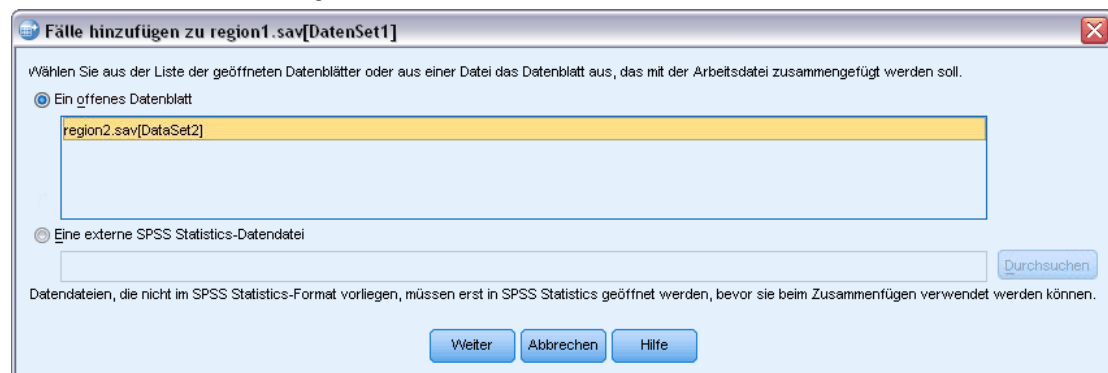 Fälle hinzufügen zu region1.sav[DatenSet1]
Wählen Sie aus der Liste der geöffneten Datenblätter oder aus einer Datei das Datenblatt aus, das mit der Arbeitsdatei zusammengefügt werden soll.
Ein offenes Datenblatt
region2.sav[DataSet2]
Eine externe SPSS Statistics-Datendatei
Durchsuchen
Datendateien, die nicht im SPSS Statistics-Format vorliegen, müssen erst in SPSS Statistics geöffnet werden, bevor sie beim Zusammenfügen verwendet werden können.
Weiter Abbrechen Hilfe